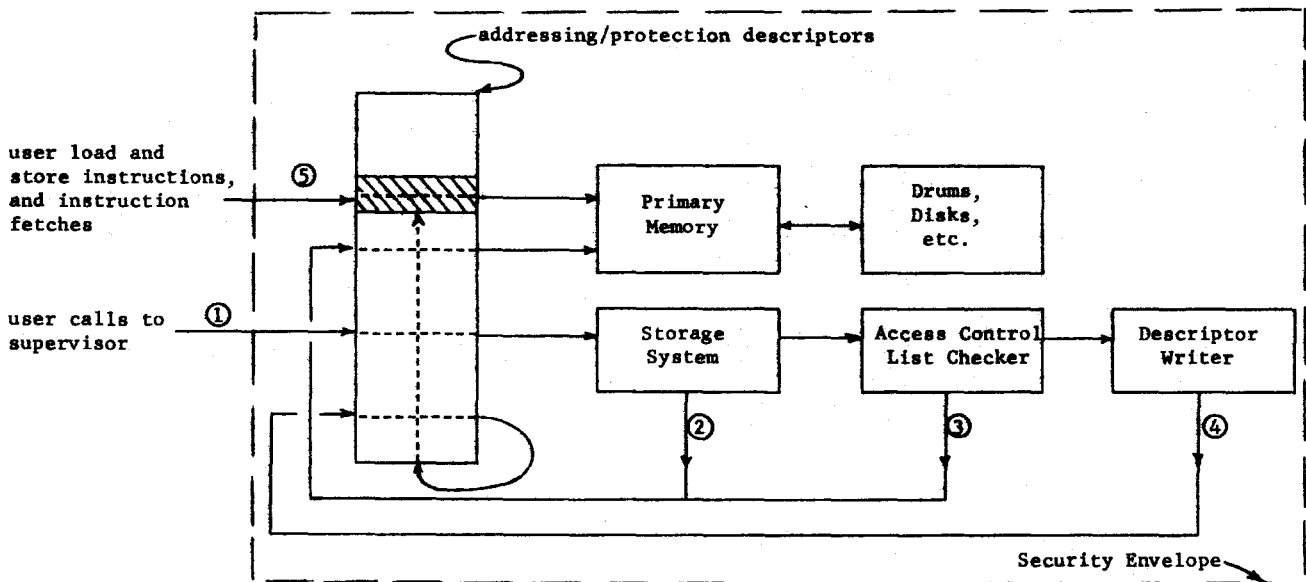 addressing/protection descriptors
user load and
store instructions,
and instruction
fetches
⑤
Primary
Memory
Drums,
Disks,
etc.
user calls to
supervisor
①
Storage
System
Access Control
List Checker
Descriptor
Writer
②
③
④
Security Envelope